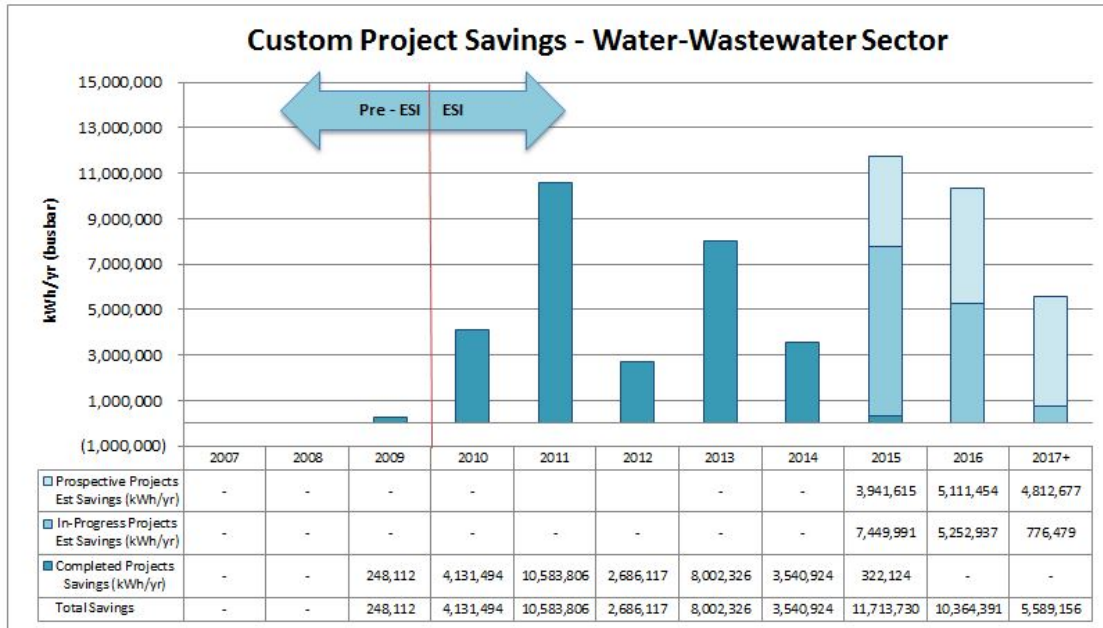 Custom Project Savings - Water-Wastewater Sector
Pre - ESI ESI
kWh/yr (busbar)
15,000,000
13,000,000
11,000,000
9,000,000
7,000,000
5,000,000
3,000,000
1,000,000
(1,000,000)
2007 2008 2009 2010 2011 2012 2013 2014 2015 2016 2017+
Prospective Projects
Est Savings (kWh/yr) - - - - - - 3,941,615 5,111,454 4,812,677
In-Progress Projects
Est Savings (kWh/yr) - - - - - - - - 7,449,991 5,252,937 776,479
Completed Projects
Savings (kWh/yr) - - 248,112 4,131,494 10,583,806 2,686,117 8,002,326 3,540,924 322,124 - -
Total Savings - - 248,112 4,131,494 10,583,806 2,686,117 8,002,326 3,540,924 11,713,730 10,364,391 5,589,156